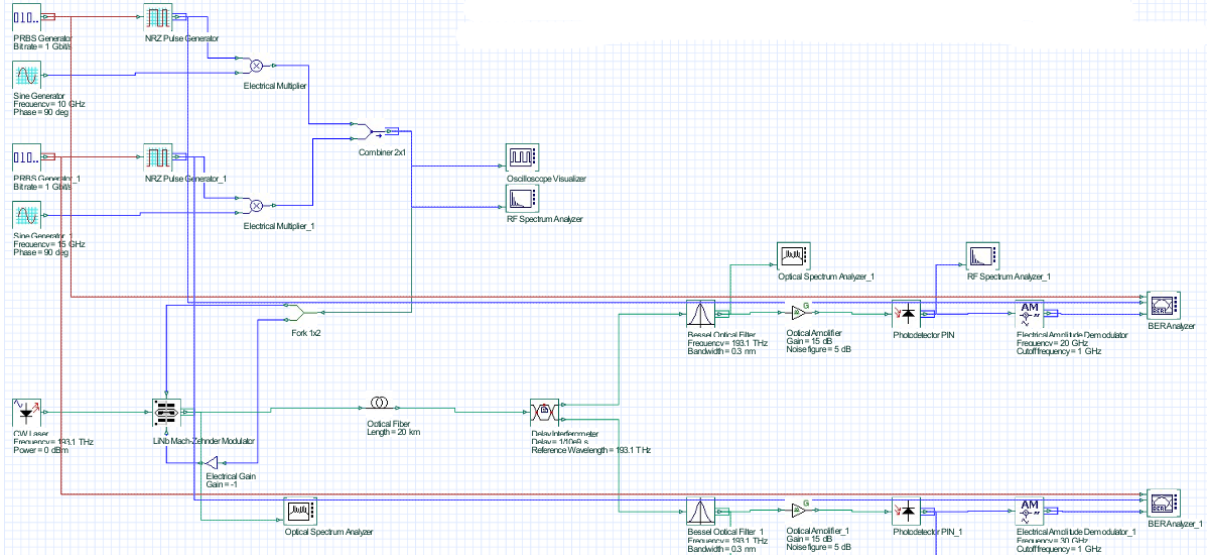 PRBS Generator
Bitrate = 1 Gbit/s
NRZ Pulse Generator
Electrical Multiplier
Sine Generator
Frequency = 10 GHz
Phase = 90 deg
Combiner 2x1
PRBS Generator_1
Bitrate = 1 Gbit/s
NRZ Pulse Generator_1
Oscilloscope Visualizer
Electrical Multiplier_1
RF Spectrum Analyzer
Sine Generator_1
Frequency = 15 GHz
Phase = 90 deg
Optical Spectrum Analyzer_1
RF Spectrum Analyzer_1
Fork 1x2
Bessel Optical Filter
Frequency = 193.1 THz
Bandwidth = 0.3 nm
G
Optical Amplifier
Gain = 15 dB
Noise figure = 5 dB
Photodetector PIN
AM
Electrical Amplitude Demodulator
Frequency = 20 GHz
Cutoff frequency = 1 GHz
BER Analyzer
CW Laser
Frequency = 193.1 THz
Power = 0 dBm
LiNb Mach-Zehnder Modulator
Optical Fiber
Length = 20 km
Delay Interferometer
Delay = 1/10e9 s
Reference Wavelength = 193.1 THz
Electrical Gain
Gain = -1
Optical Spectrum Analyzer
Bessel Optical Filter_1
Frequency = 193.1 THz
Bandwidth = 0.3 nm
G
Optical Amplifier_1
Gain = 15 dB
Noise figure = 5 dB
Photodetector PIN_1
AM
Electrical Amplitude Demodulator_1
Frequency = 30 GHz
Cutoff frequency = 1 GHz
BER Analyzer_1